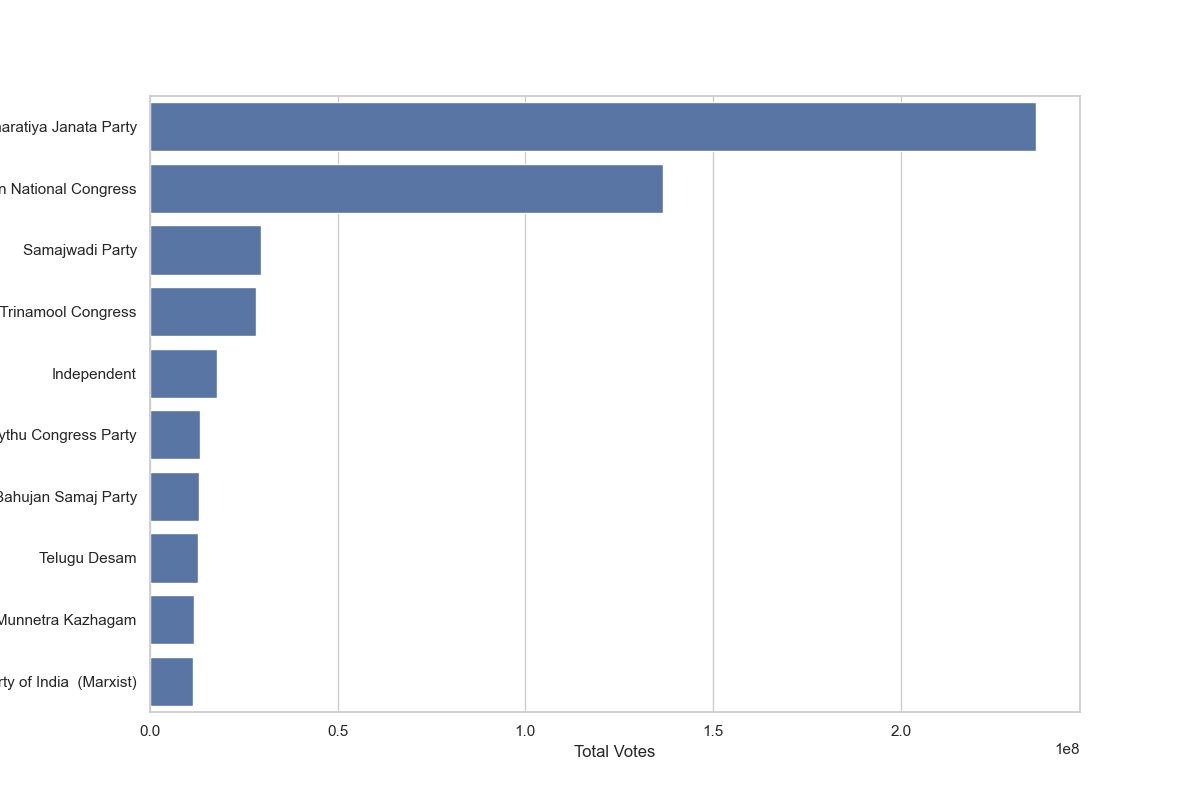 aratiya Janata Party
n National Congress
Samajwadi Party
Trinamool Congress
Independent
ythu Congress Party
Bahujan Samaj Party
Telugu Desam
Munnetra Kazhagam
rty of India  (Marxist)
0.0 0.5 1.0 1.5 2.0
1e8
Total Votes